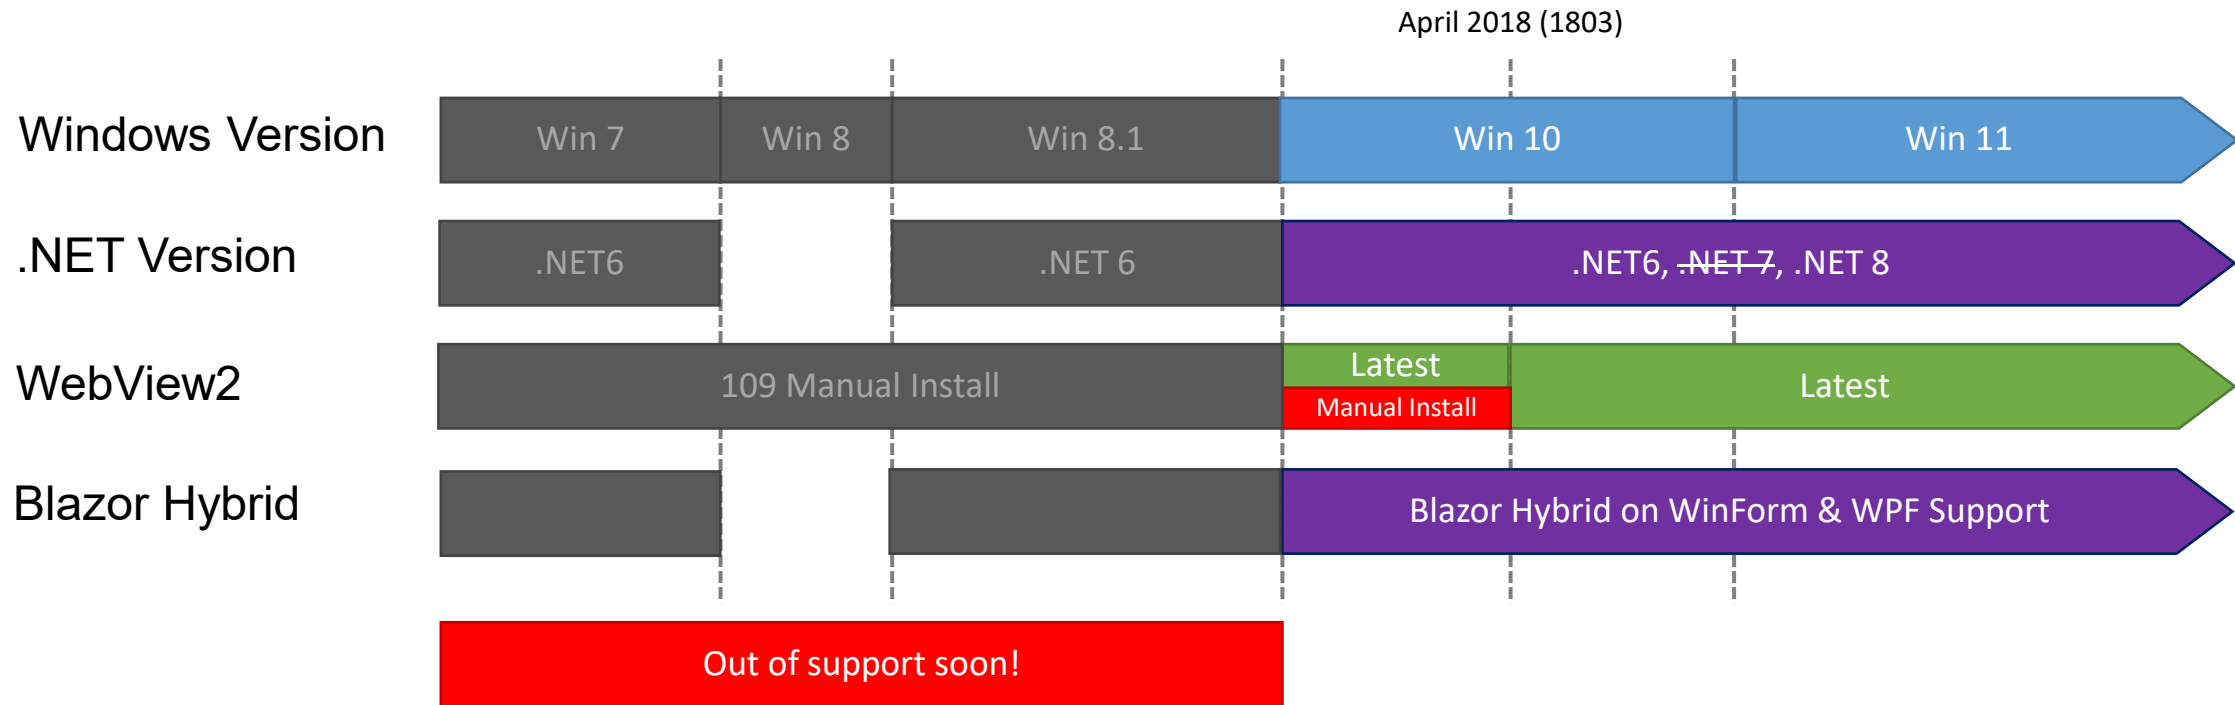 April 2018 (1803)
Windows Version
Win 7
Win 8
Win 8.1
Win 10
Win 11
.NET Version
.NET6
.NET 6
.NET6, .NET 7, .NET 8
WebView2
109 Manual Install
Latest
Manual Install
Latest
Blazor Hybrid
Blazor Hybrid on WinForm & WPF Support
Out of support soon!